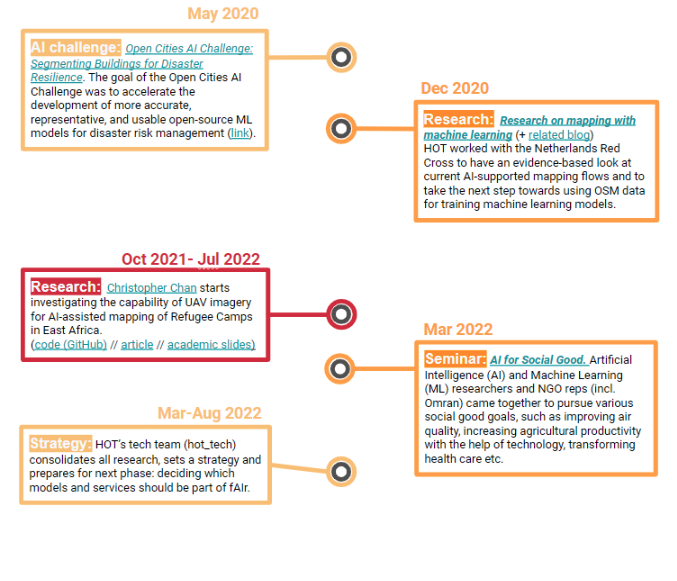 May 2020
AI challenge: Open Cities AI Challenge:
Segmenting Buildings for Disaster
Resilience. The goal of the Open Cities AI
Challenge was to accelerate the
development of more accurate,
representative, and usable open-source ML
models for disaster risk management (link).
Dec 2020
Research: Research on mapping with
machine learning (+ related blog)
HOT worked with the Netherlands Red
Cross to have an evidence-based look at
current AI-supported mapping flows and to
take the next step towards using OSM data
for training machine learning models.
Oct 2021- Jul 2022
Research: Christopher Chan starts
investigating the capability of UAV imagery
for AI-assisted mapping of Refugee Camps
in East Africa.
(code (GitHub) // article // academic slides)
Mar 2022
Seminar: AI for Social Good. Artificial
Intelligence (AI) and Machine Learning
(ML) researchers and NGO reps (incl.
Omran) came together to pursue various
social good goals, such as improving air
quality, increasing agricultural productivity
with the help of technology, transforming
health care etc.
Mar-Aug 2022
Strategy: HOT's tech team (hot_tech)
consolidates all research, sets a strategy and
prepares for next phase: deciding which
models and services should be part of fAIr.